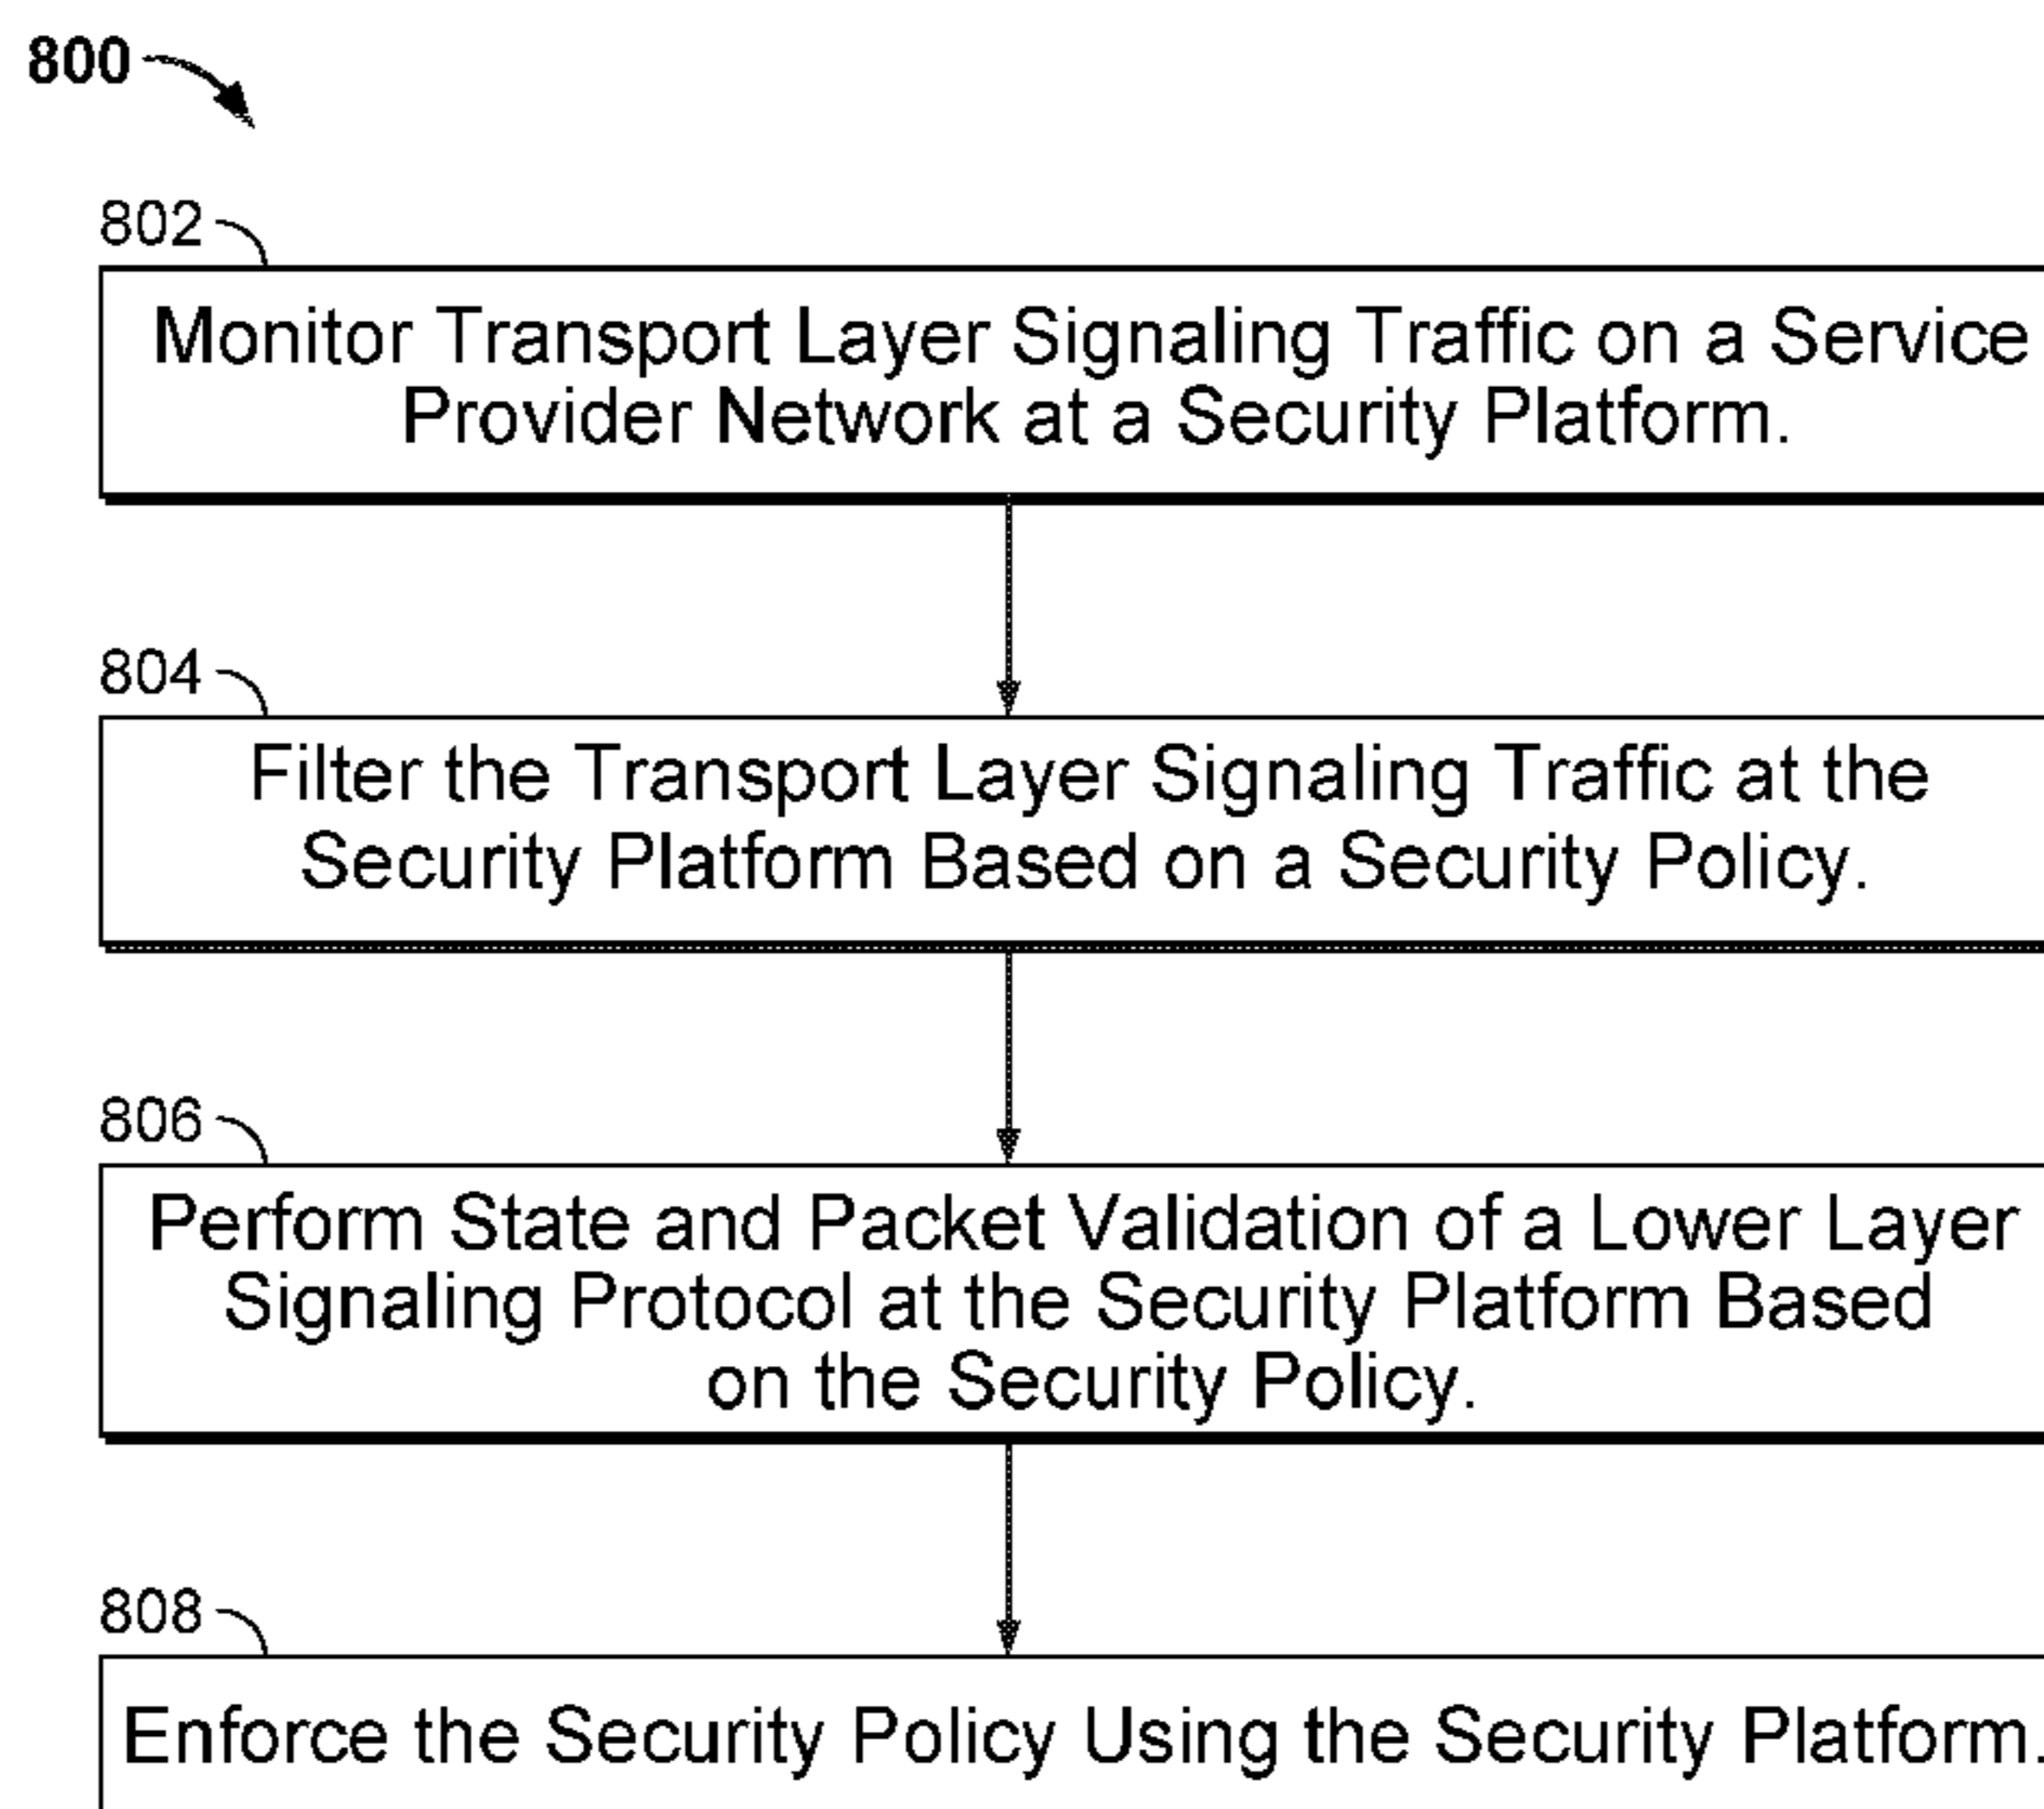 800
802
Monitor Transport Layer Signaling Traffic on a Service
Provider Network at a Security Platform.
804
Filter the Transport Layer Signaling Traffic at the
Security Platform Based on a Security Policy.
806
Perform State and Packet Validation of a Lower Layer
Signaling Protocol at the Security Platform Based
on the Security Policy.
808
Enforce the Security Policy Using the Security Platform.